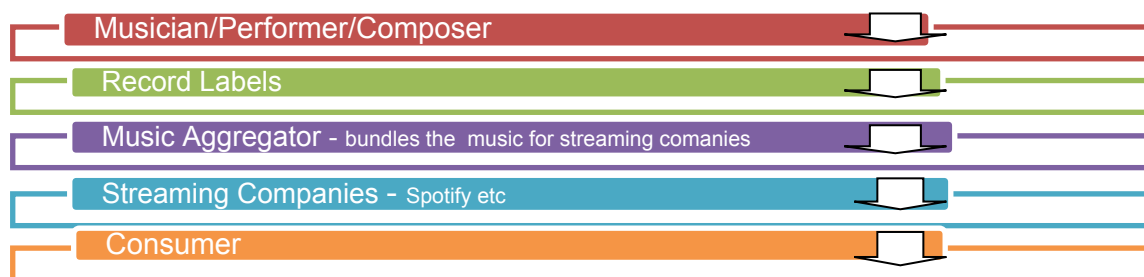 Musician/Performer/Composer
Record Labels
Music Aggregator - bundles the music for streaming comanies
Streaming Companies - Spotify etc
Consumer